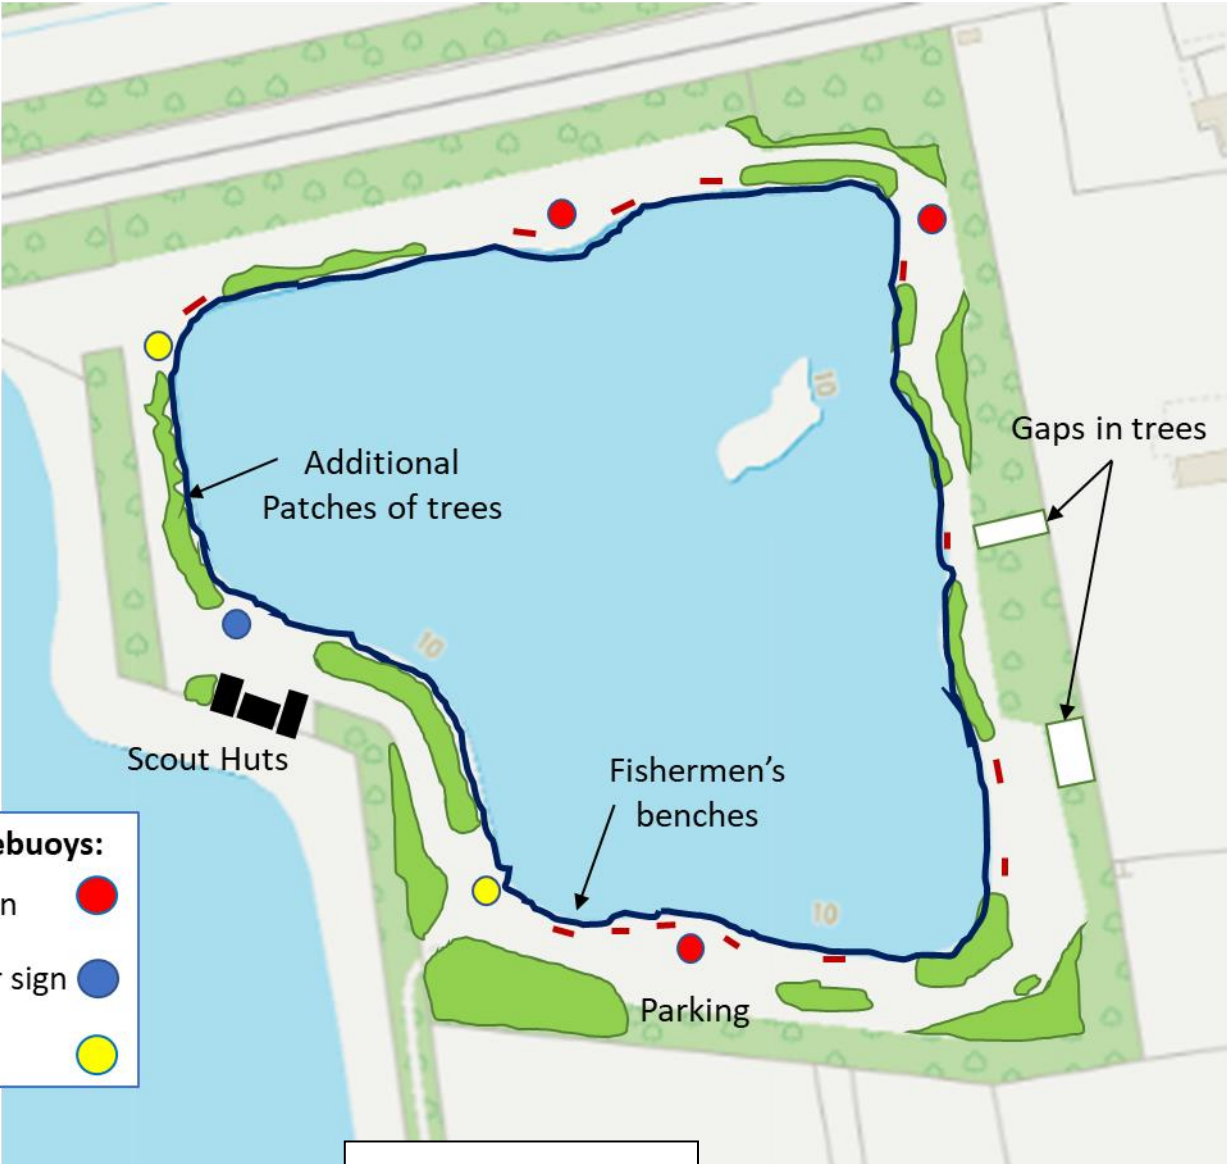 10
Gaps in trees
Additional
Patches of trees
10
Scout Huts
Fishermen's
benches
10
Parking
ebuoys:
n
r sign